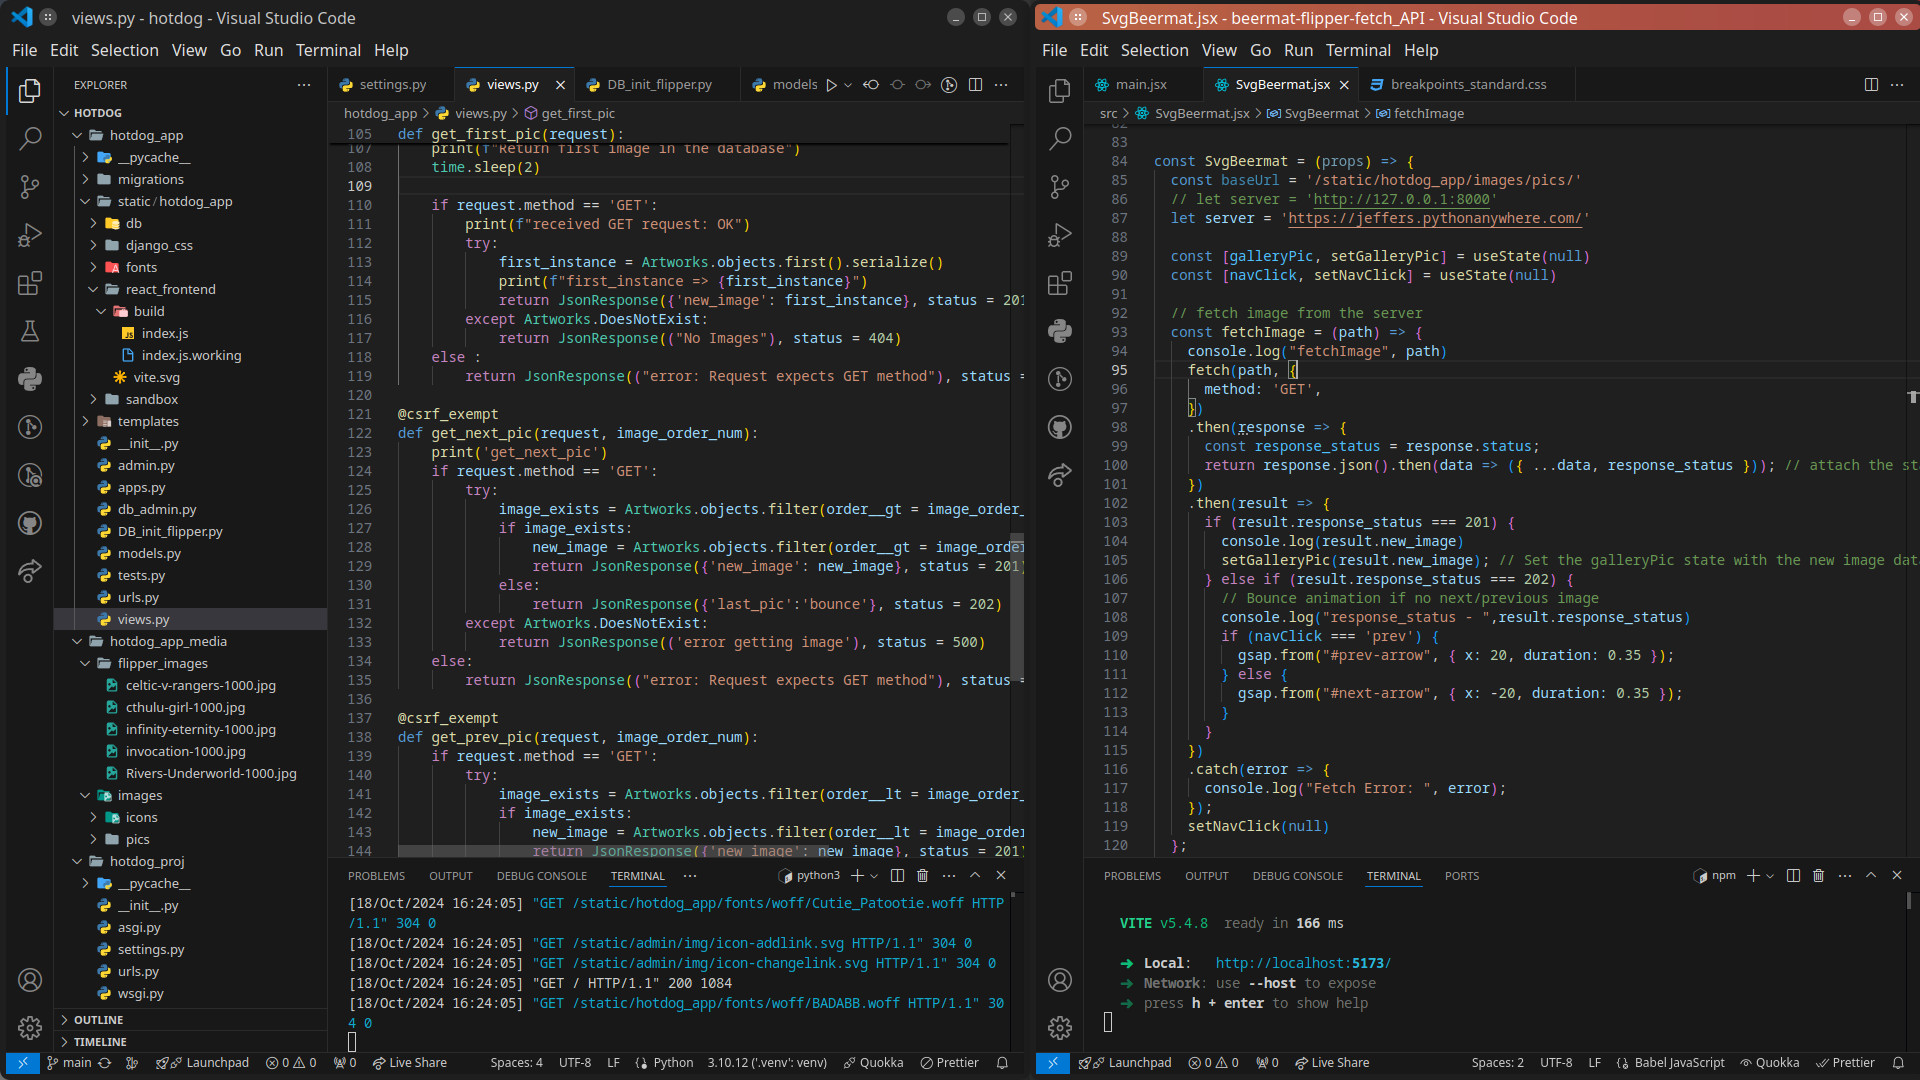 views.py - hotdog - Visual Studio Code
File Edit Selection View Go Run Terminal Help
EXPLORER
HOTDOG
hotdog_app
__pycache__
migrations
static / hotdog_app
db
django_css
fonts
react_frontend
build
index.js
index.js.working
vite.svg
sandbox
templates
__init__.py
admin.py
apps.py
db_admin.py
DB_init_flipper.py
models.py
tests.py
urls.py
views.py
hotdog_app_media
flipper_images
celtic-v-rangers-1000.jpg
cthulu-girl-1000.jpg
infinity-eternity-1000.jpg
invocation-1000.jpg
Rivers-Underworld-1000.jpg
images
icons
pics
hotdog_proj
__pycache__
__init__.py
asgi.py
settings.py
urls.py
wsgi.py
OUTLINE
TIMELINE
settings.py views.py DB_init_flipper.py models
hotdog_app > views.py > get_first_pic
105 def get_first_pic(request):
107 print(f"Return first image in the database")
108 time.sleep(2)
109
110 if request.method == 'GET':
111 print(f"received GET request: OK")
112 try:
113 first_instance = Artworks.objects.first().serialize()
114 print(f"first_instance => {first_instance}")
115 return JsonResponse({'new_image': first_instance}, status = 201
116 except Artworks.DoesNotExist:
117 return JsonResponse(("No Images"), status = 404)
118 else :
119 return JsonResponse(("error: Request expects GET method"), status =
120
121 @csrf_exempt
122 def get_next_pic(request, image_order_num):
123 print('get_next_pic')
124 if request.method == 'GET':
125 try:
126 image_exists = Artworks.objects.filter(order__gt = image_order_
127 if image_exists:
128 new_image = Artworks.objects.filter(order__gt = image_order
129 return JsonResponse({'new_image': new_image}, status = 201)
130 else:
131 return JsonResponse({'last_pic':'bounce'}, status = 202)
132 except Artworks.DoesNotExist:
133 return JsonResponse(('error getting image'), status = 500)
134 else:
135 return JsonResponse(("error: Request expects GET method"), status =
136
137 @csrf_exempt
138 def get_prev_pic(request, image_order_num):
139 if request.method == 'GET':
140 try:
141 image_exists = Artworks.objects.filter(order__lt = image_order_
142 if image_exists:
143 new_image = Artworks.objects.filter(order__lt = image_order
144 return JsonResponse({'new_image': new_image}, status = 201)
PROBLEMS OUTPUT DEBUG CONSOLE TERMINAL python3
[18/Oct/2024 16:24:05] "GET /static/hotdog_app/fonts/woff/Cutie_Patootie.woff HTTP
/1.1" 304 0
[18/Oct/2024 16:24:05] "GET /static/admin/img/icon-addlink.svg HTTP/1.1" 304 0
[18/Oct/2024 16:24:05] "GET /static/admin/img/icon-changelink.svg HTTP/1.1" 304 0
[18/Oct/2024 16:24:05] "GET / HTTP/1.1" 200 1084
[18/Oct/2024 16:24:05] "GET /static/hotdog_app/fonts/woff/BADABB.woff HTTP/1.1" 30
4 0
main Launchpad 0 0 0 Live Share Spaces: 4 UTF-8 LF Python 3.10.12 ('.venv': venv) Quokka Prettier
SvgBeermat.jsx - beermat-flipper-fetch_API - Visual Studio Code
File Edit Selection View Go Run Terminal Help
main.jsx SvgBeermat.jsx breakpoints_standard.css
src > SvgBeermat.jsx > SvgBeermat > fetchImage
82
83
84 const SvgBeermat = (props) => {
85 const baseUrl = '/static/hotdog_app/images/pics/'
86 // let server = 'http://127.0.0.1:8000'
87 let server = 'https://jeffers.pythonanywhere.com/'
88
89 const [galleryPic, setGalleryPic] = useState(null)
90 const [navClick, setNavClick] = useState(null)
91
92 // fetch image from the server
93 const fetchImage = (path) => {
94 console.log("fetchImage", path)
95 fetch(path, {
96 method: 'GET',
97 })
98 .then(response => {
99 const response_status = response.status;
100 return response.json().then(data => ({ ...data, response_status })); // attach the sta
101 })
102 .then(result => {
103 if (result.response_status === 201) {
104 console.log(result.new_image)
105 setGalleryPic(result.new_image); // Set the galleryPic state with the new image dat
106 } else if (result.response_status === 202) {
107 // Bounce animation if no next/previous image
108 console.log("response_status - ",result.response_status)
109 if (navClick === 'prev') {
110 gsap.from("#prev-arrow", { x: 20, duration: 0.35 });
111 } else {
112 gsap.from("#next-arrow", { x: -20, duration: 0.35 });
113 }
114 }
115 })
116 .catch(error => {
117 console.log("Fetch Error: ", error);
118 });
119 setNavClick(null)
120 };
PROBLEMS OUTPUT DEBUG CONSOLE TERMINAL PORTS npm
VITE v5.4.8 ready in 166 ms
➜ Local: http://localhost:5173/
➜ Network: use --host to expose
➜ press h + enter to show help
Launchpad 0 0 0 Live Share Spaces: 2 UTF-8 LF Babel JavaScript Quokka Prettier